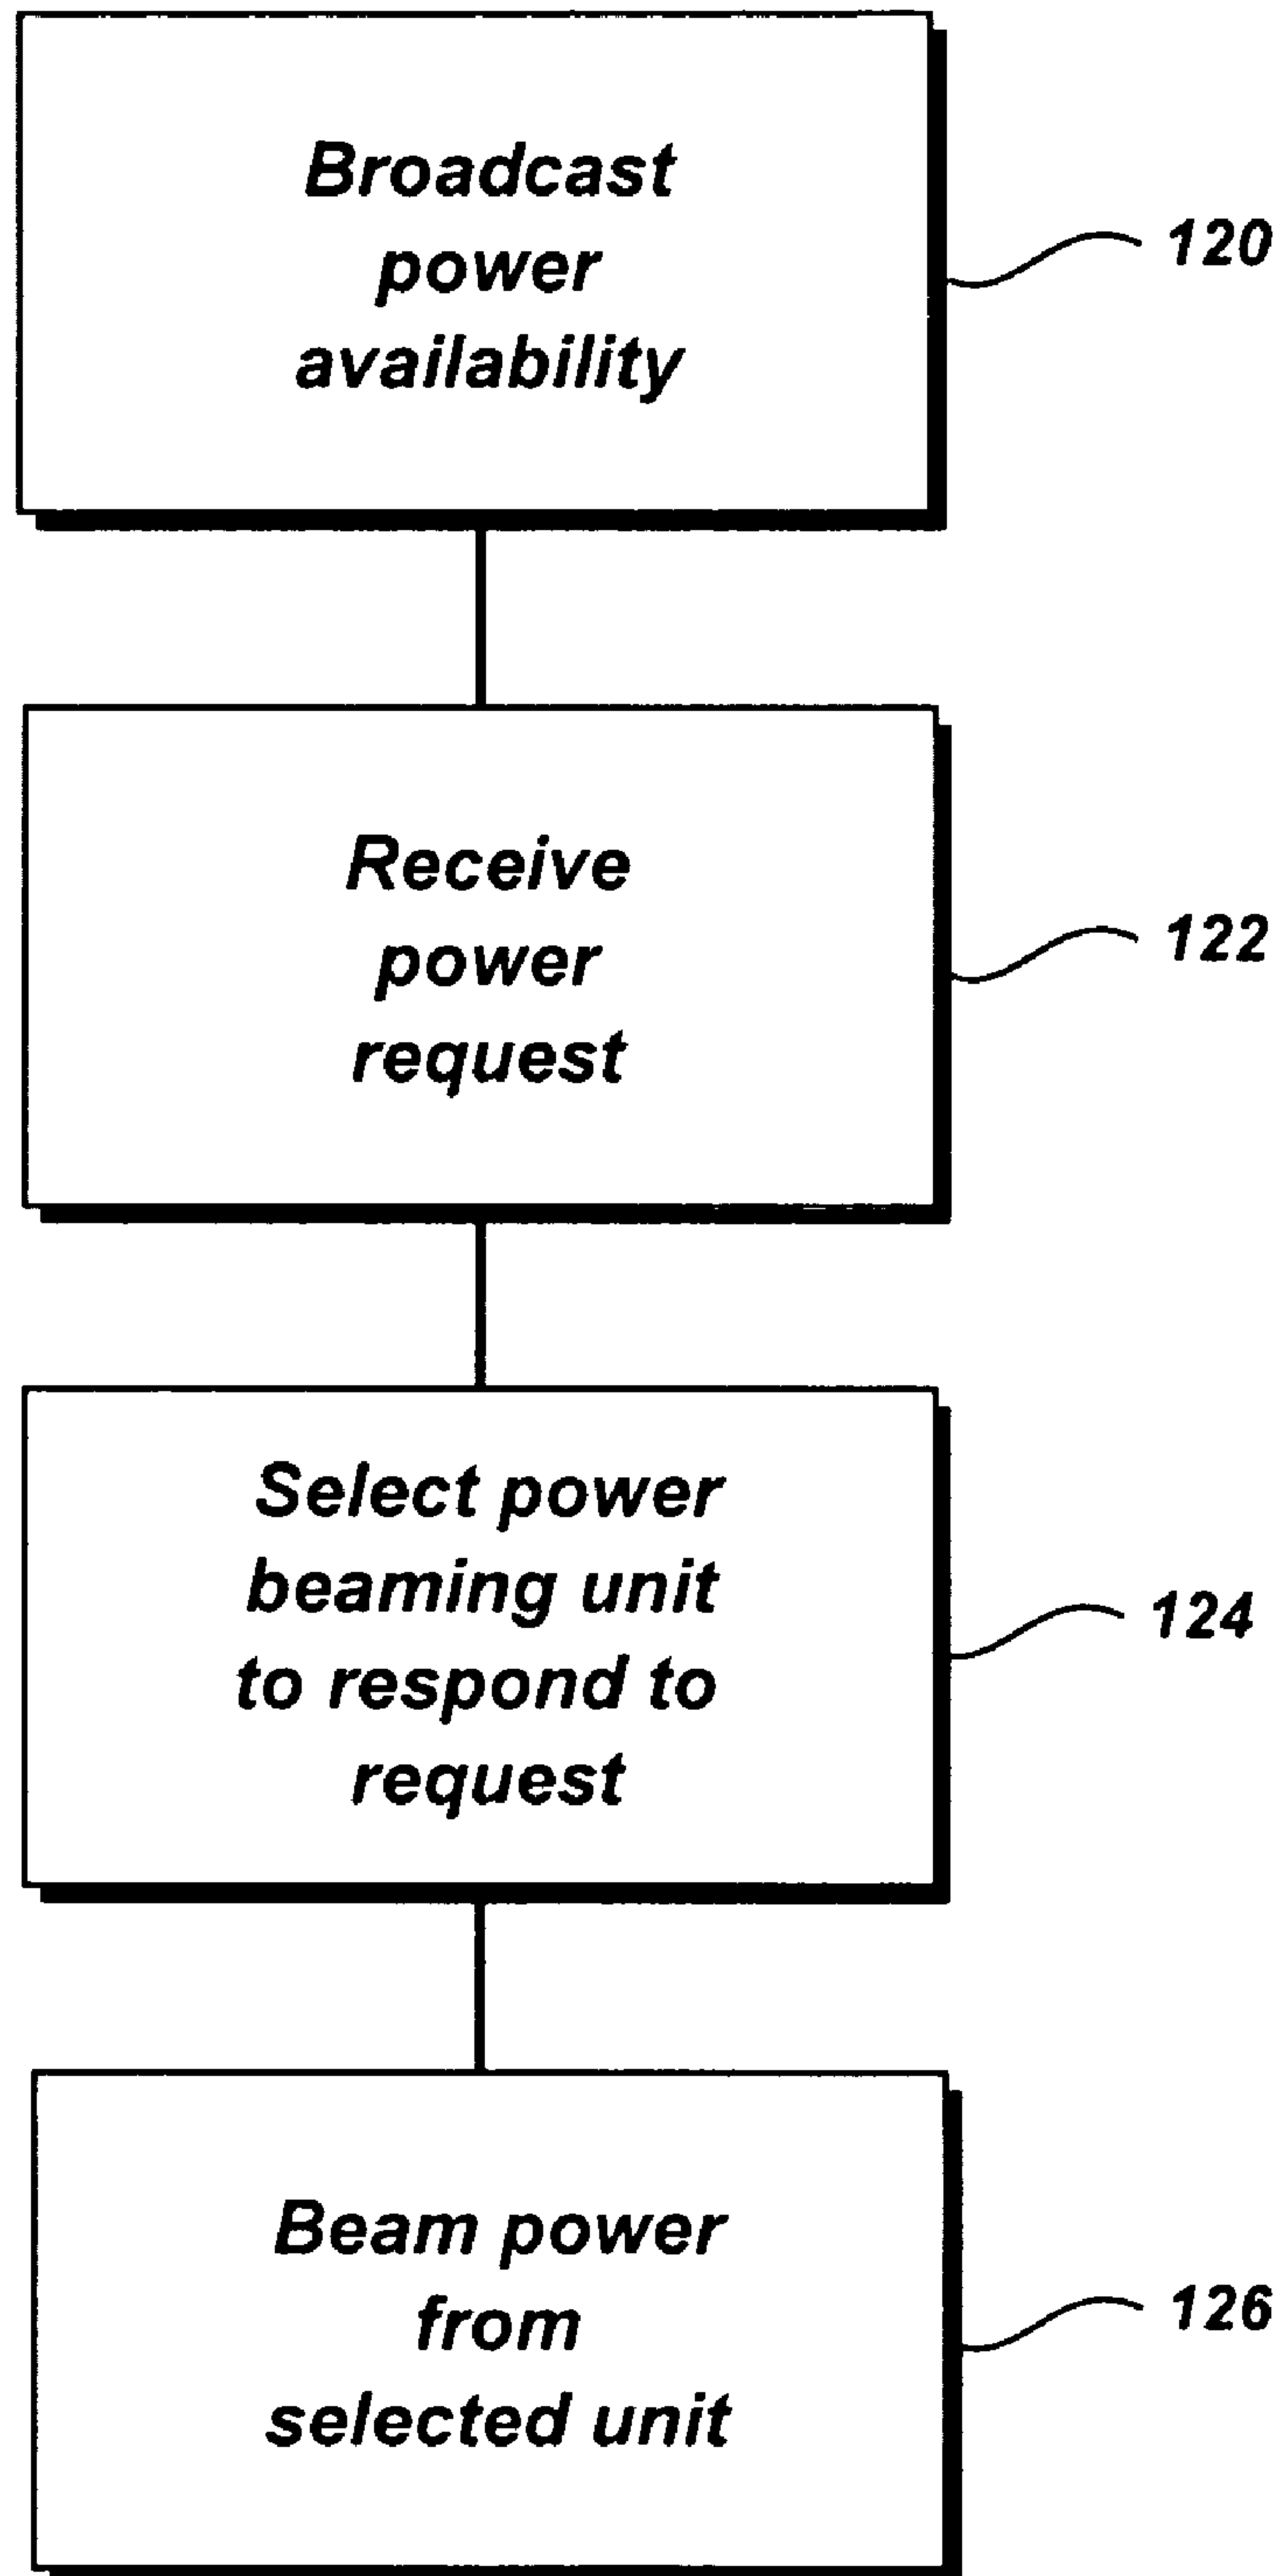 Broadcast
power
availability
120
Receive
power
request
122
Select power
beaming unit
to respond to
request
124
Beam power
from
selected unit
126